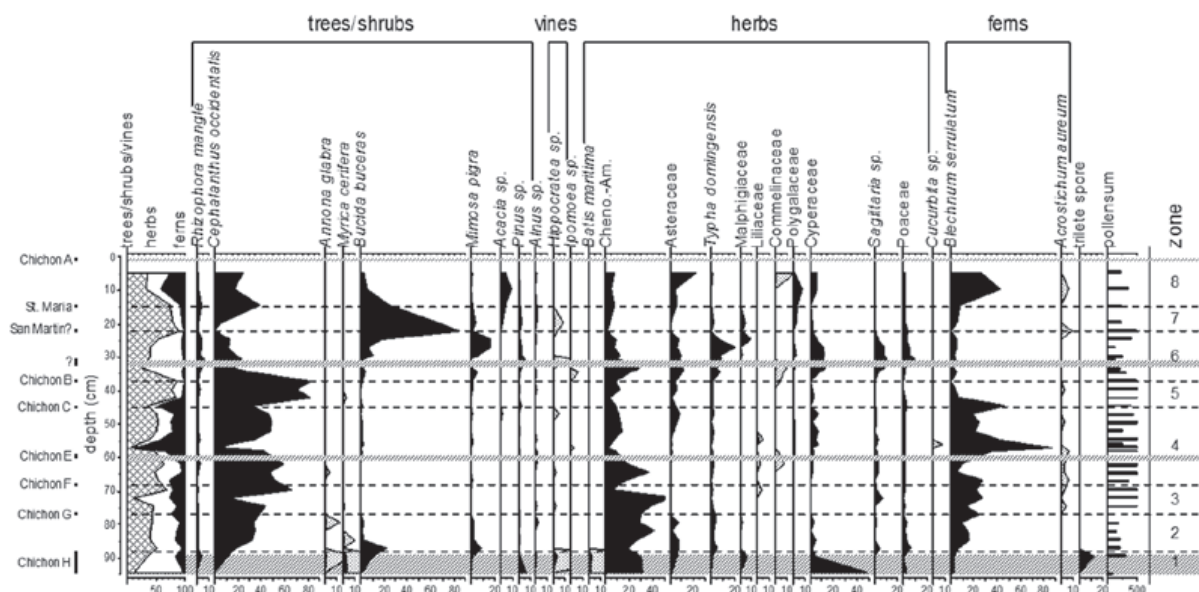 trees/shrubs vines herbs ferns
trees/shrubs/vines
herbs
ferns
Rhizophora mangle
Cephalanthus occidentalis
Annona glabra
Myrica cerifera
Bucida buceras
Mimosa pigra
Acacia sp.
Pinus sp.
Alnus sp.
Hippocratea sp.
Ipomoea sp.
Batis maritima
Cheno.-Am.
Asteraceae
Typha domingensis
Malphigiaceae
Liliaceae
Commelinaceae
Polygalaceae
Cyperaceae
Sagittaria sp.
Poaceae
Cucurbita sp.
Blechnum serrulatum
Acrostichum aureum
trilete spore
pollensum
zone
Chichon A
St. Maria
San Martin?
?
Chichon B
Chichon C
Chichon E
Chichon F
Chichon G
Chichon H
depth (cm)
0
10
20
30
40
50
60
70
80
90
8
7
6
5
4
3
2
1
50 100 10 20 40 60 80 10 10 20 40 60 80 20 10 10 10 10 10 10 20 40 20 20 10 10 10 10 20 40 20 10 10 20 40 60 80 10 20 500